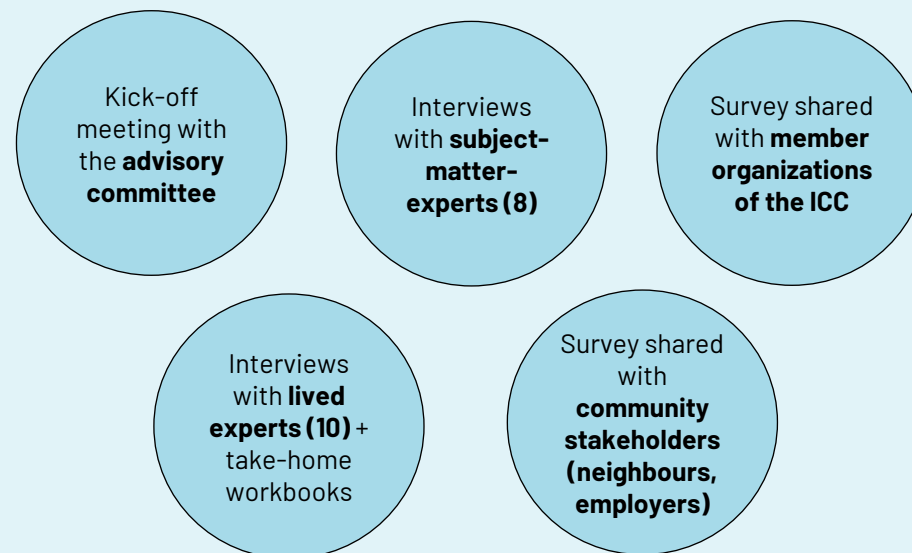 Kick-off
meeting with
the advisory
committee
Interviews
with subject-
matter-
experts (8)
Survey shared
with member
organizations
of the ICC
Interviews
with lived
experts (10) +
take-home
workbooks
Survey shared
with
community
stakeholders
(neighbours,
employers)